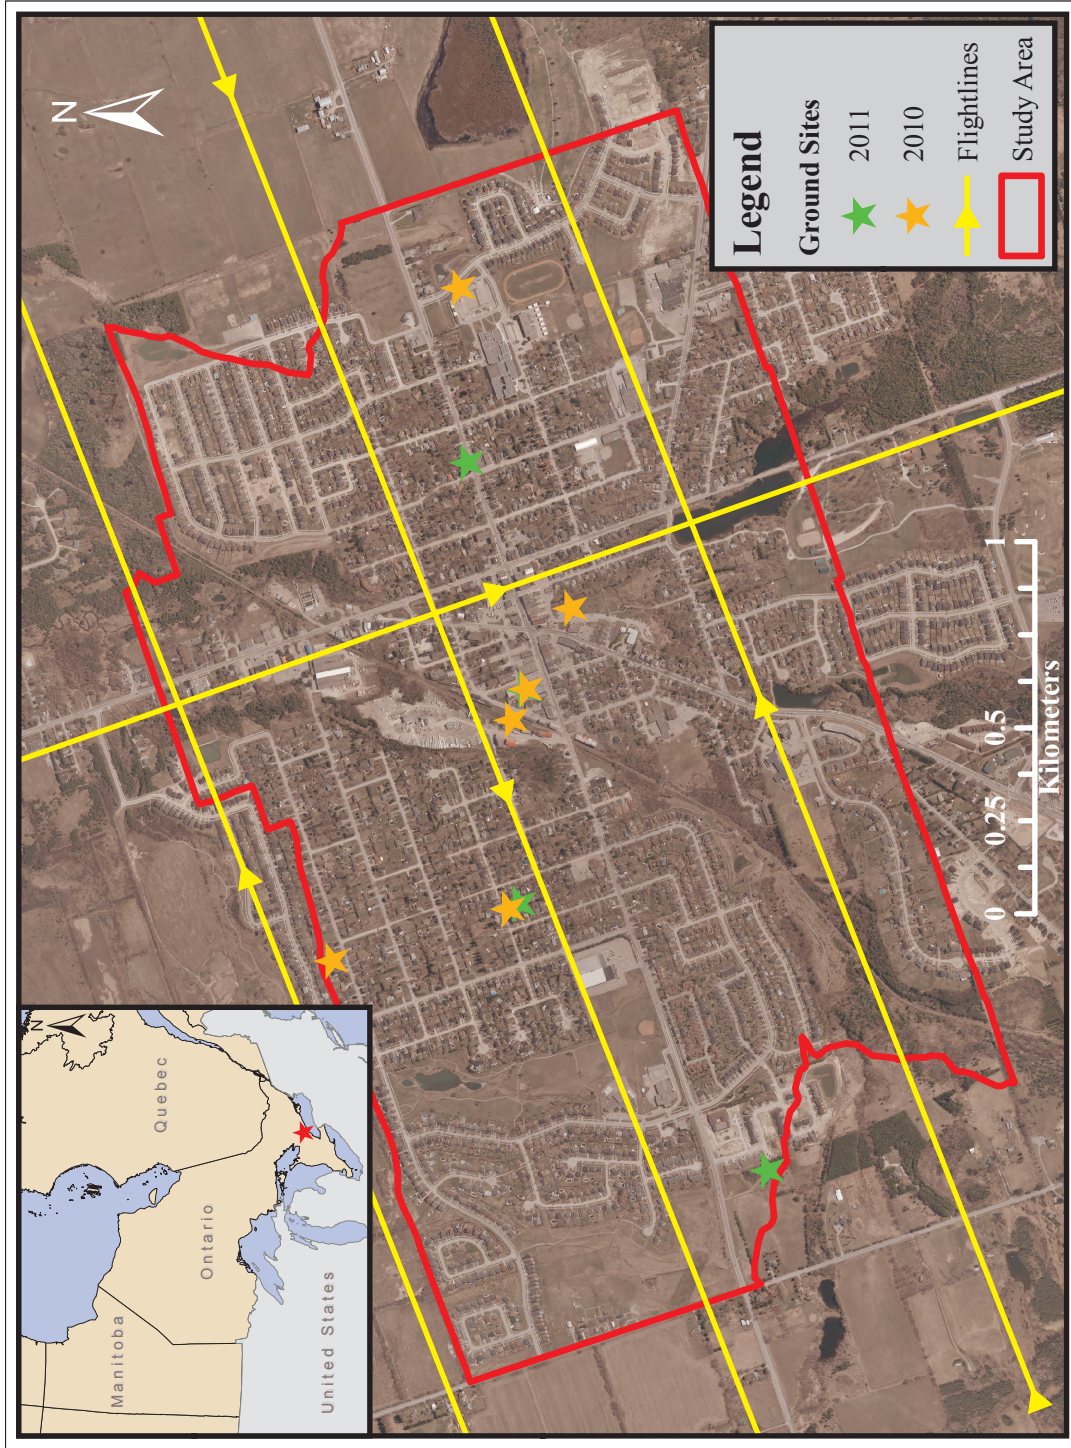 N
Quebec
Ontario
Manitoba
United States
N
Legend
Ground Sites
2011
2010
Flightlines
Study Area
0 0.25 0.5 1
Kilometers